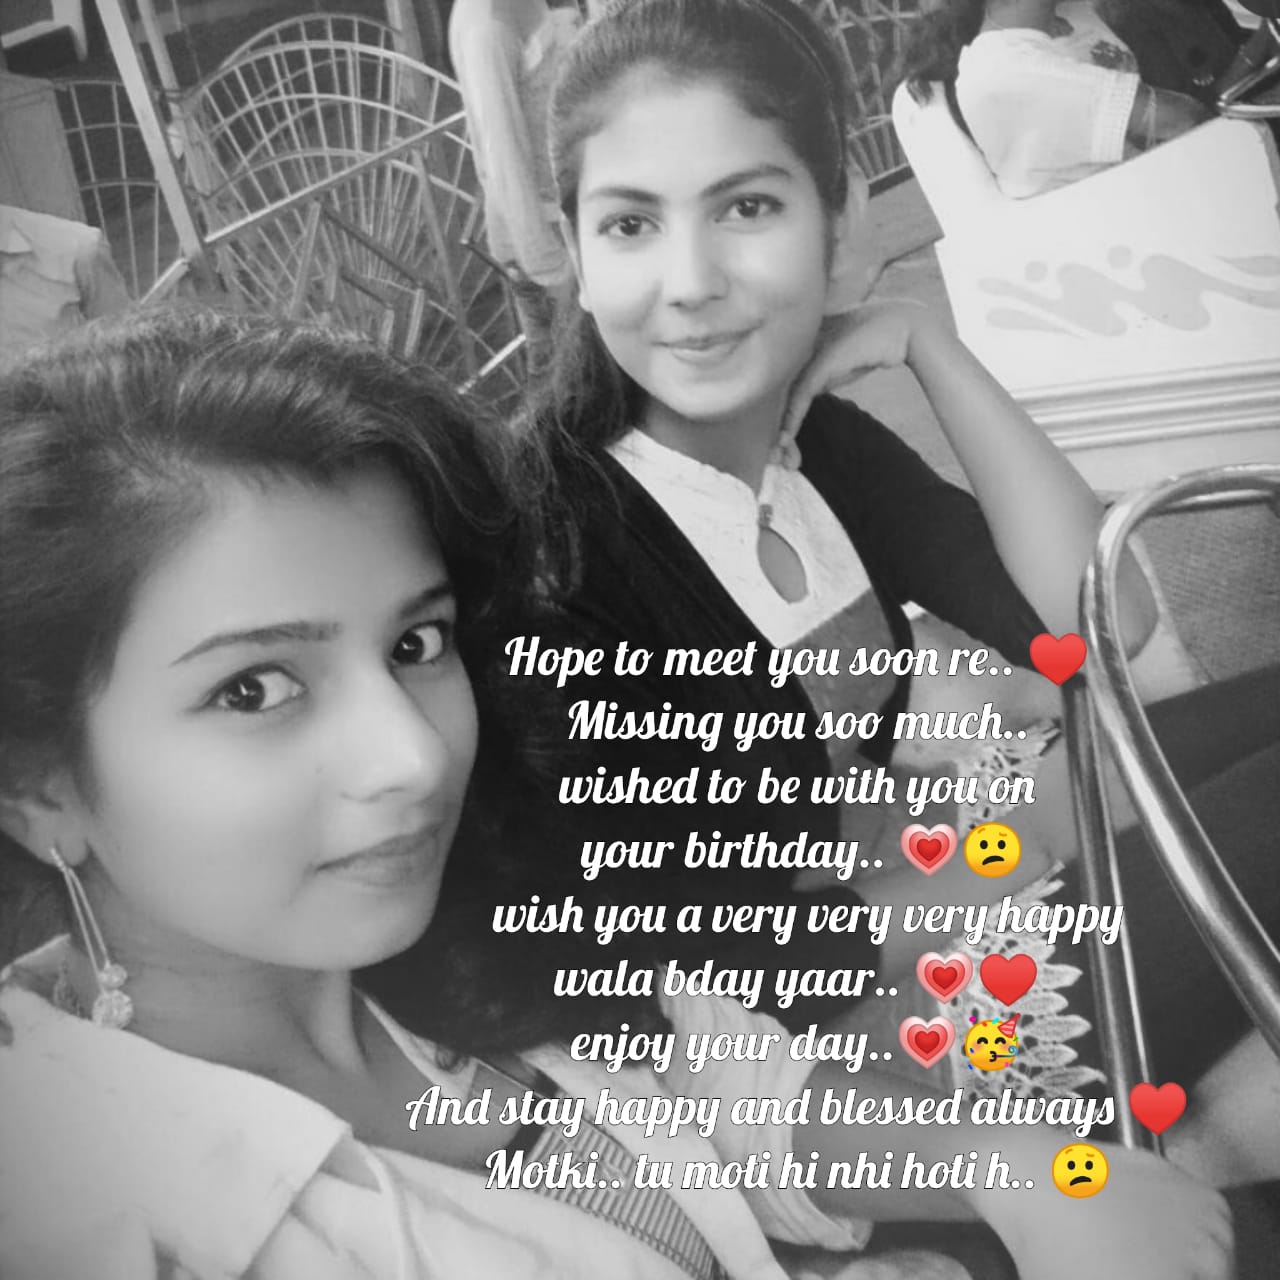 Hope to meet you soon re.. ♥️
Missing you soo much..
wished to be with you on
your birthday.. 💗😕
wish you a very very very happy
wala bday yaar.. 💗♥️
enjoy your day..💗🥳
And stay happy and blessed always ♥️
Motki.. tu moti hi nhi hoti h.. 😕